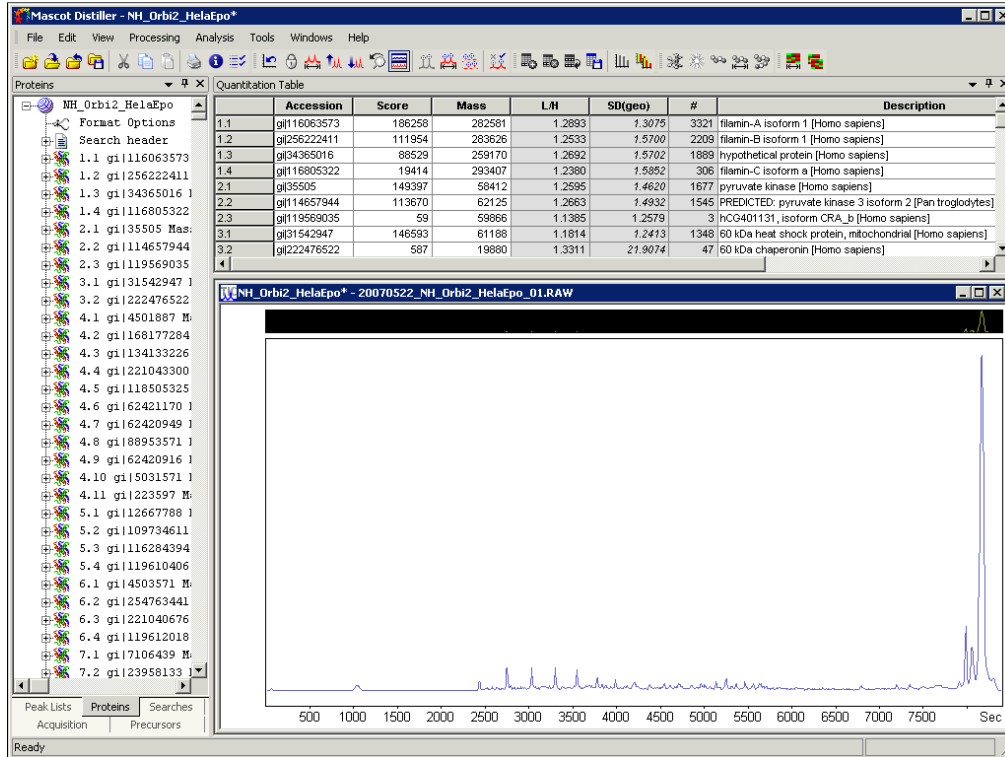 Mascot Distiller - NH_Orbi2_HelaEpo*
File Edit View Processing Analysis Tools Windows Help
Proteins
NH_Orbi2_HelaEpo
Format Options
Search header
1.1 gi|116063573
1.2 gi|256222411
1.3 gi|34365016
1.4 gi|116805322
2.1 gi|35505 Mas
2.2 gi|114657944
2.3 gi|119569035
3.1 gi|31542947
3.2 gi|222476522
4.1 gi|4501887 M
4.2 gi|168177284
4.3 gi|134133226
4.4 gi|221043300
4.5 gi|118505325
4.6 gi|62421170
4.7 gi|62420949
4.8 gi|88953571
4.9 gi|62420916
4.10 gi|5031571
4.11 gi|223597 M
5.1 gi|12667788
5.2 gi|109734611
5.3 gi|116284394
5.4 gi|119610406
6.1 gi|4503571 M
6.2 gi|254763441
6.3 gi|221040676
6.4 gi|119612018
7.1 gi|7106439 M
7.2 gi|23958133
Peak Lists Proteins Searches
Acquisition Precursors
Quantitation Table
Accession Score Mass L/H SD(geo) # Description
1.1 gi|116063573 186258 282581 1.2893 1.3075 3321 filamin-A isoform 1 [Homo sapiens]
1.2 gi|256222411 111954 283626 1.2533 1.5700 2209 filamin-B isoform 1 [Homo sapiens]
1.3 gi|34365016 88529 259170 1.2692 1.5702 1889 hypothetical protein [Homo sapiens]
1.4 gi|116805322 19414 293407 1.2380 1.5852 306 filamin-C isoform a [Homo sapiens]
2.1 gi|35505 149397 58412 1.2595 1.4620 1677 pyruvate kinase [Homo sapiens]
2.2 gi|114657944 113670 62125 1.2663 1.4932 1545 PREDICTED: pyruvate kinase 3 isoform 2 [Pan troglodytes]
2.3 gi|119569035 59 59866 1.1385 1.2579 3 hCG401131, isoform CRA_b [Homo sapiens]
3.1 gi|31542947 146593 61188 1.1814 1.2413 1348 60 kDa heat shock protein, mitochondrial [Homo sapiens]
3.2 gi|222476522 587 19880 1.3311 21.9074 47 60 kDa chaperonin [Homo sapiens]
NH_Orbi2_HelaEpo* - 20070522_NH_Orbi2_HelaEpo_01.RAW
500 1000 1500 2000 2500 3000 3500 4000 4500 5000 5500 6000 6500 7000 7500 Sec
Ready